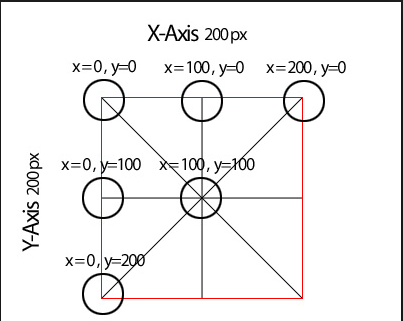 X-Axis 200px
x=0, y=0
x=100, y=0
x=200, y=0
x=0, y=100
x=100, y=100
Y-Axis 200px
x=0, y=200